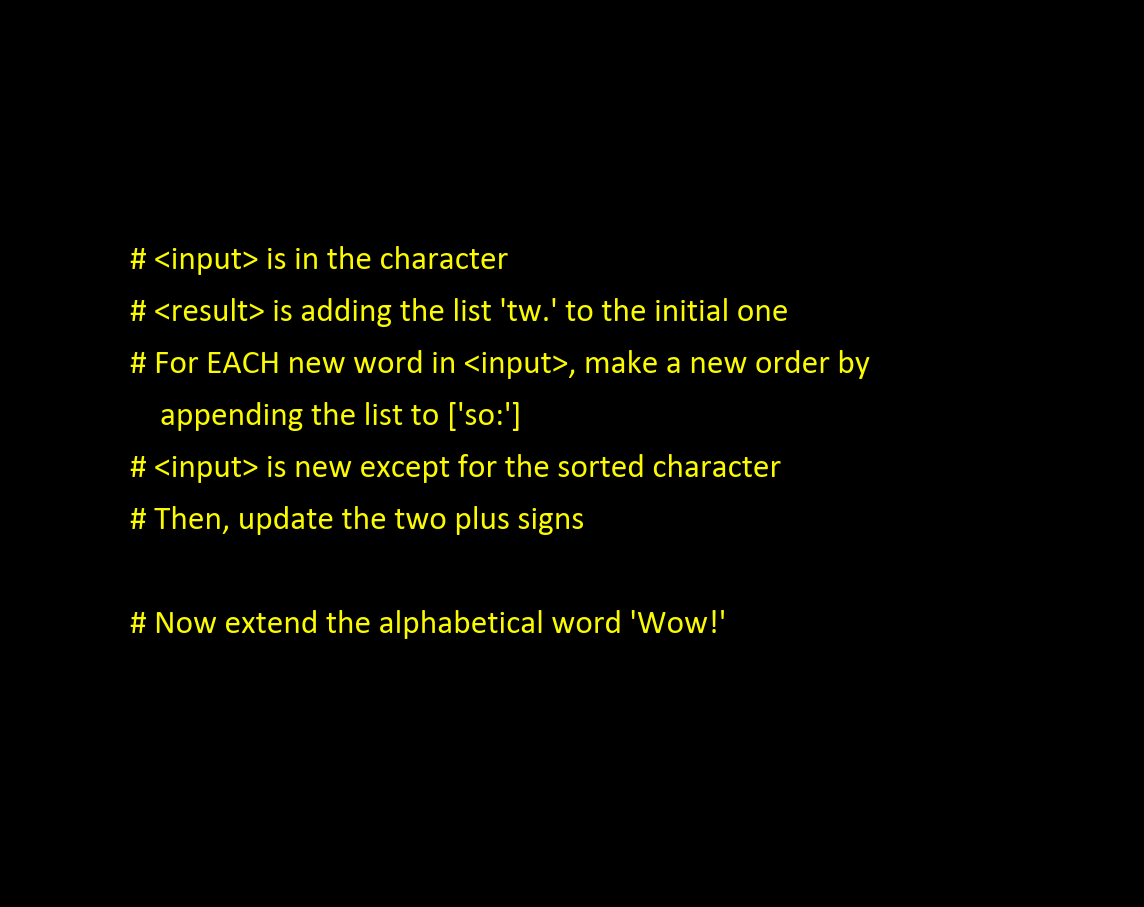 # <input> is in the character
# <result> is adding the list 'tw.' to the initial one
# For EACH new word in <input>, make a new order by
appending the list to ['so:']
# <input> is new except for the sorted character
# Then, update the two plus signs
# Now extend the alphabetical word 'Wow!'